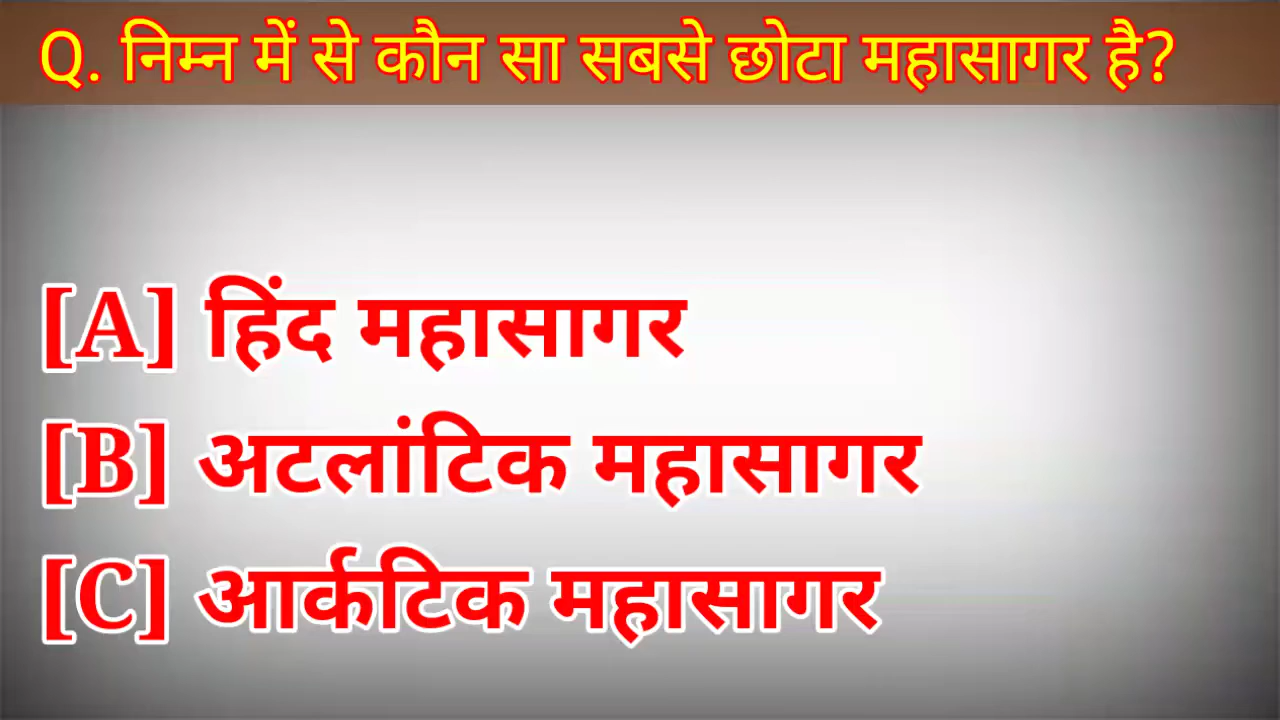 Q. निम्न में से कौन सा सबसे छोटा महासागर है?
[A] हिंद महासागर
[B] अटलांटिक महासागर
[C] आर्कटिक महासागर